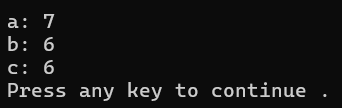 a: 7
b: 6
c: 6
Press any key to continue .